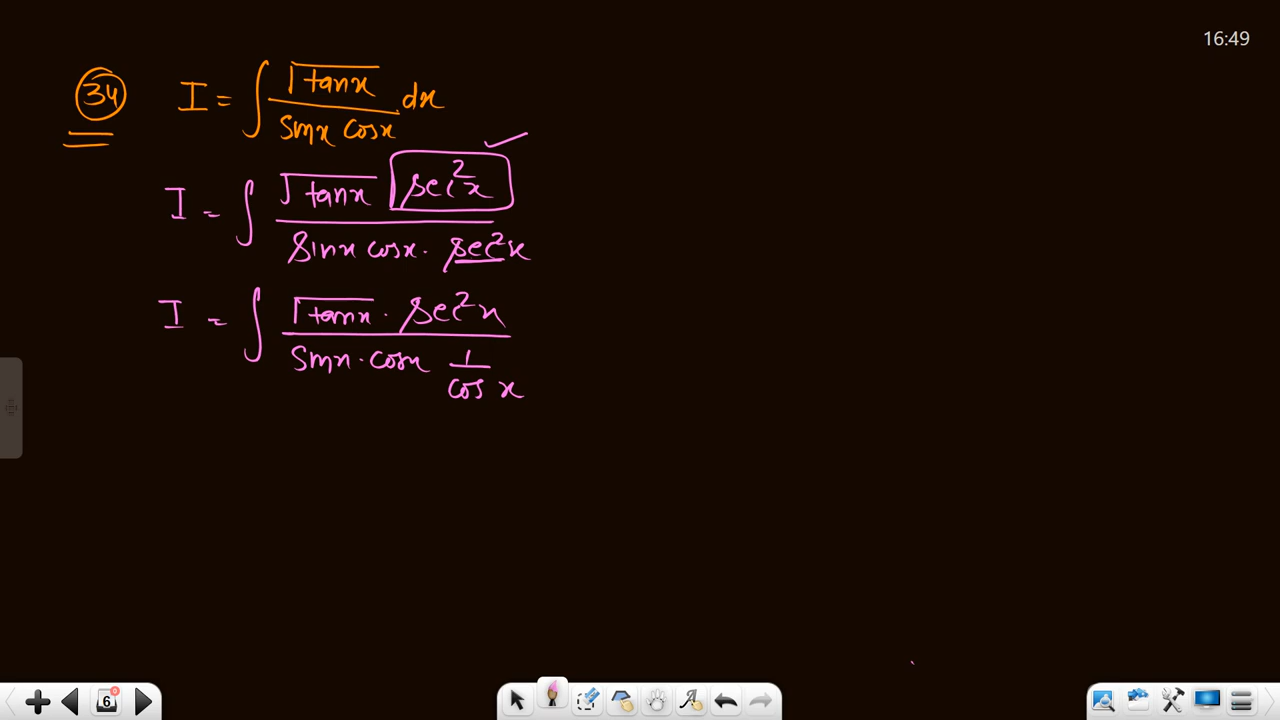 16:49
34 I = ∫ √tanx / sinx cosx dx
I = ∫ √tanx sec²x / sinx cosx · sec²x
I = ∫ √tanx · sec²x / sinx · cosx 1/cos x
6
0